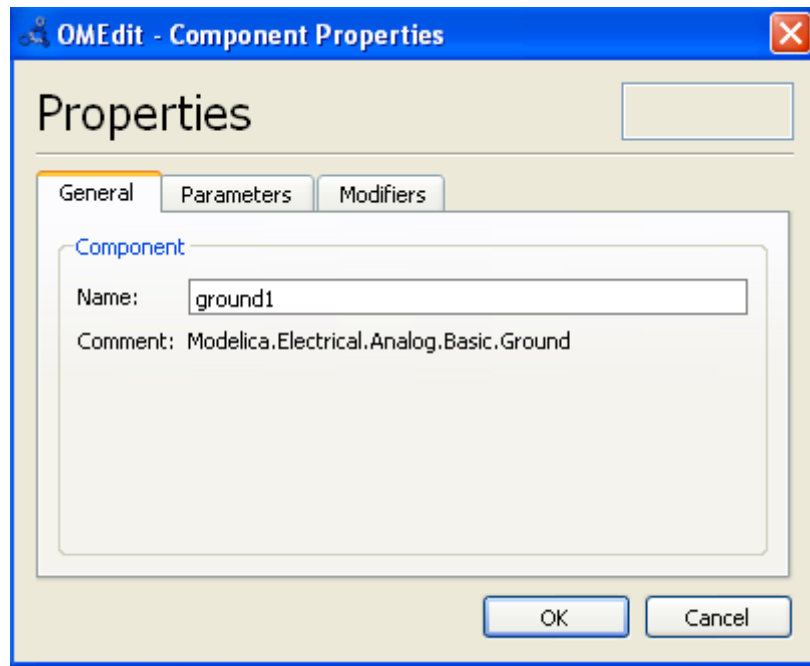 OMEdit - Component Properties
Properties
General Parameters Modifiers
Component
Name: ground1
Comment: Modelica.Electrical.Analog.Basic.Ground
OK Cancel